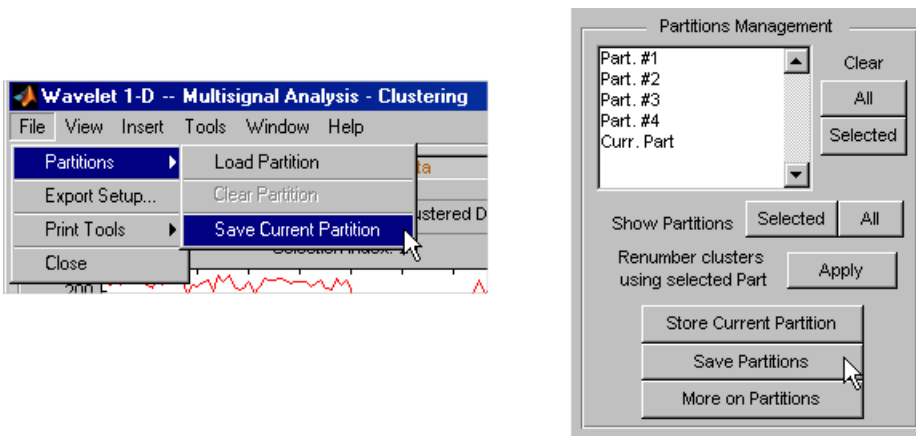 Wavelet 1-D -- Multisignal Analysis - Clustering
File View Insert Tools Window Help
Partitions
Export Setup...
Print Tools
Close
Load Partition
Clear Partition
Save Current Partition
ta
ustered D
200
Partitions Management
Part. #1
Part. #2
Part. #3
Part. #4
Curr. Part
Clear
All
Selected
Show Partitions Selected All
Renumber clusters
using selected Part
Apply
Store Current Partition
Save Partitions
More on Partitions